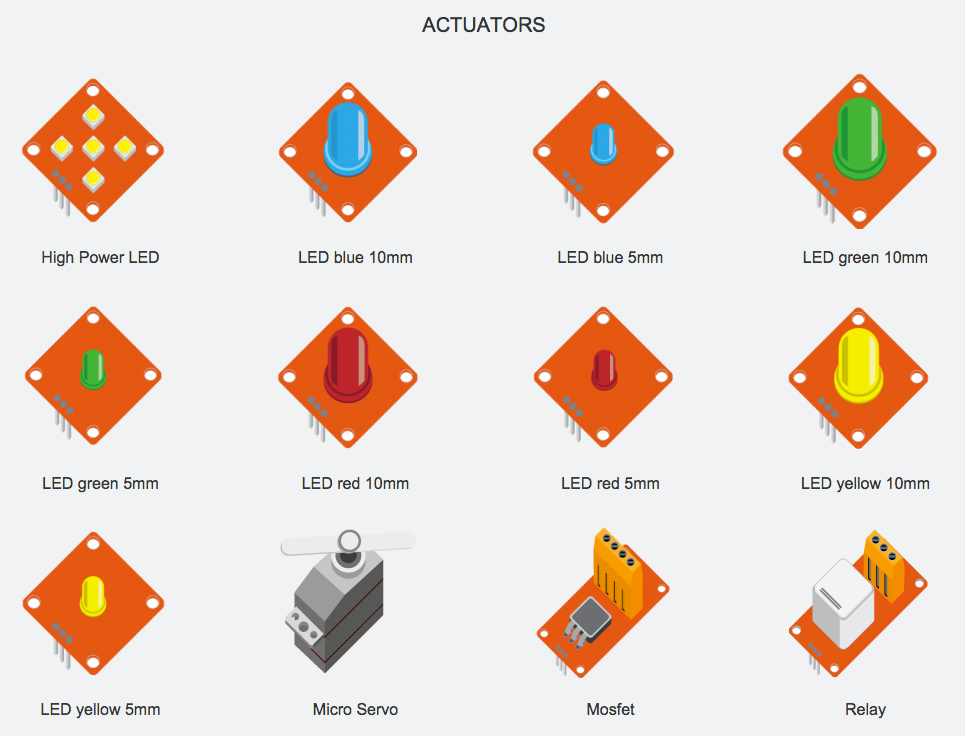 ACTUATORS
High Power LED
LED blue 10mm
LED blue 5mm
LED green 10mm
LED green 5mm
LED red 10mm
LED red 5mm
LED yellow 10mm
LED yellow 5mm
Micro Servo
Mosfet
Relay